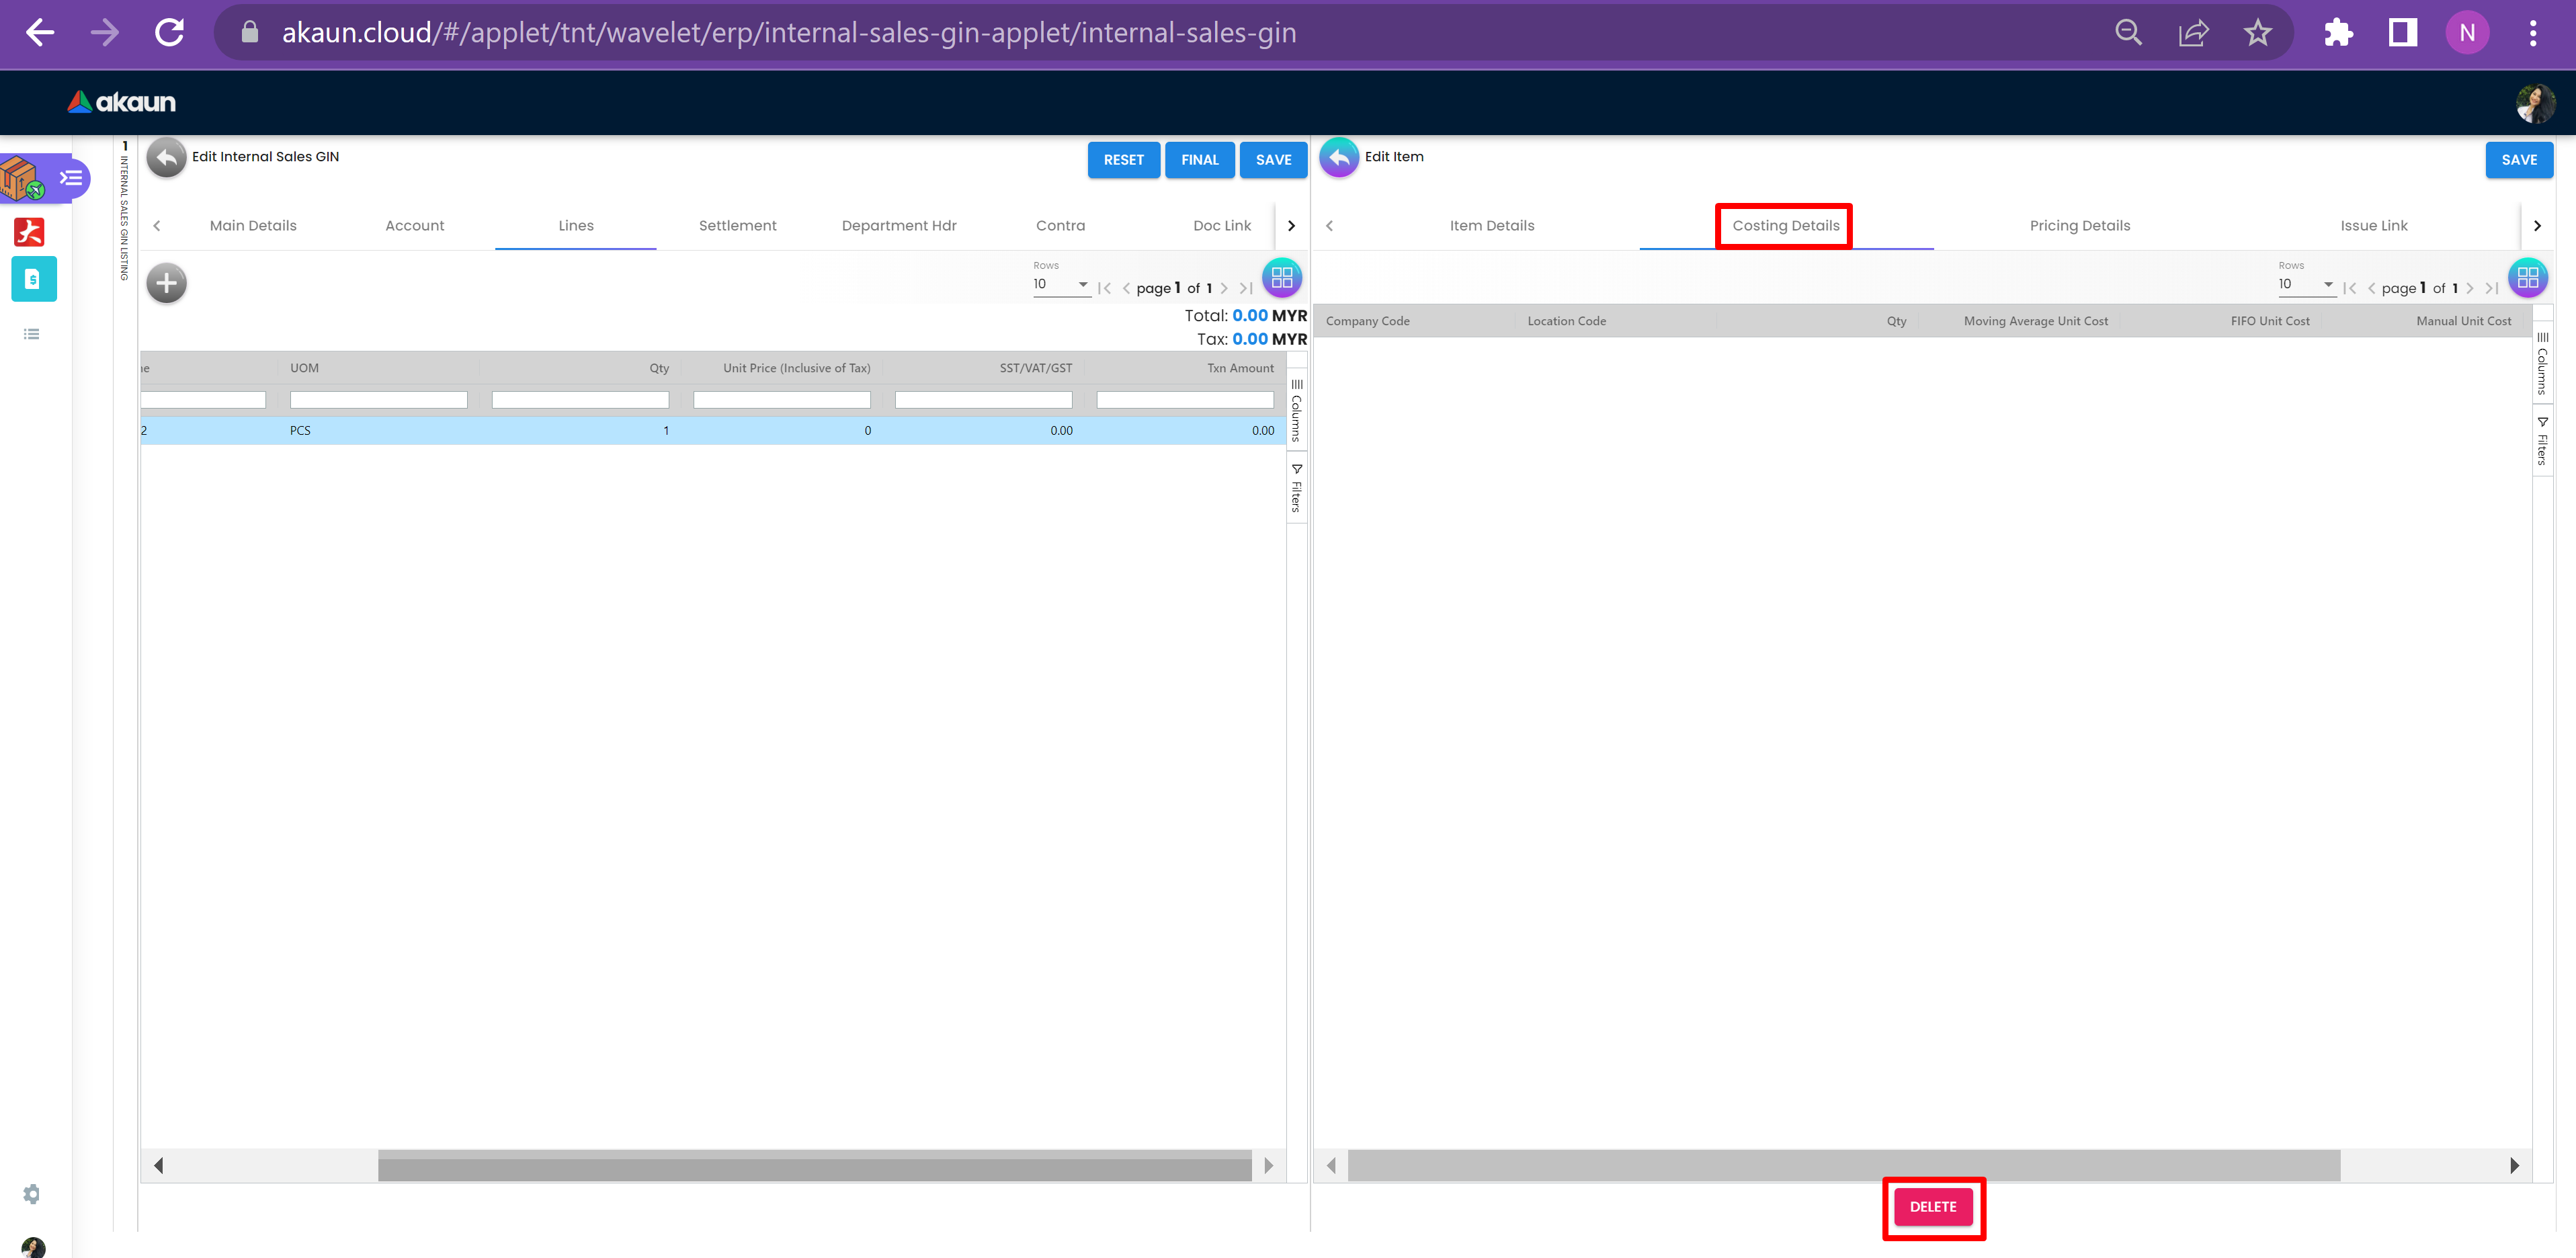 akaun.cloud/#/applet/tnt/wavelet/erp/internal-sales-gin-applet/internal-sales-gin
N
akaun
1 INTERNAL SALES GIN LISTING
Edit Internal Sales GIN
RESET FINAL SAVE
Main Details Account Lines Settlement Department Hdr Contra Doc Link
Rows
10 page 1 of 1
Total: 0.00 MYR
Tax: 0.00 MYR
UOM Qty Unit Price (Inclusive of Tax) SST/VAT/GST Txn Amount
2 PCS 1 0 0.00 0.00
Columns
Filters
Edit Item
SAVE
Item Details Costing Details Pricing Details Issue Link
Rows
10 page 1 of 1
Company Code Location Code Qty Moving Average Unit Cost FIFO Unit Cost Manual Unit Cost
Columns
Filters
DELETE